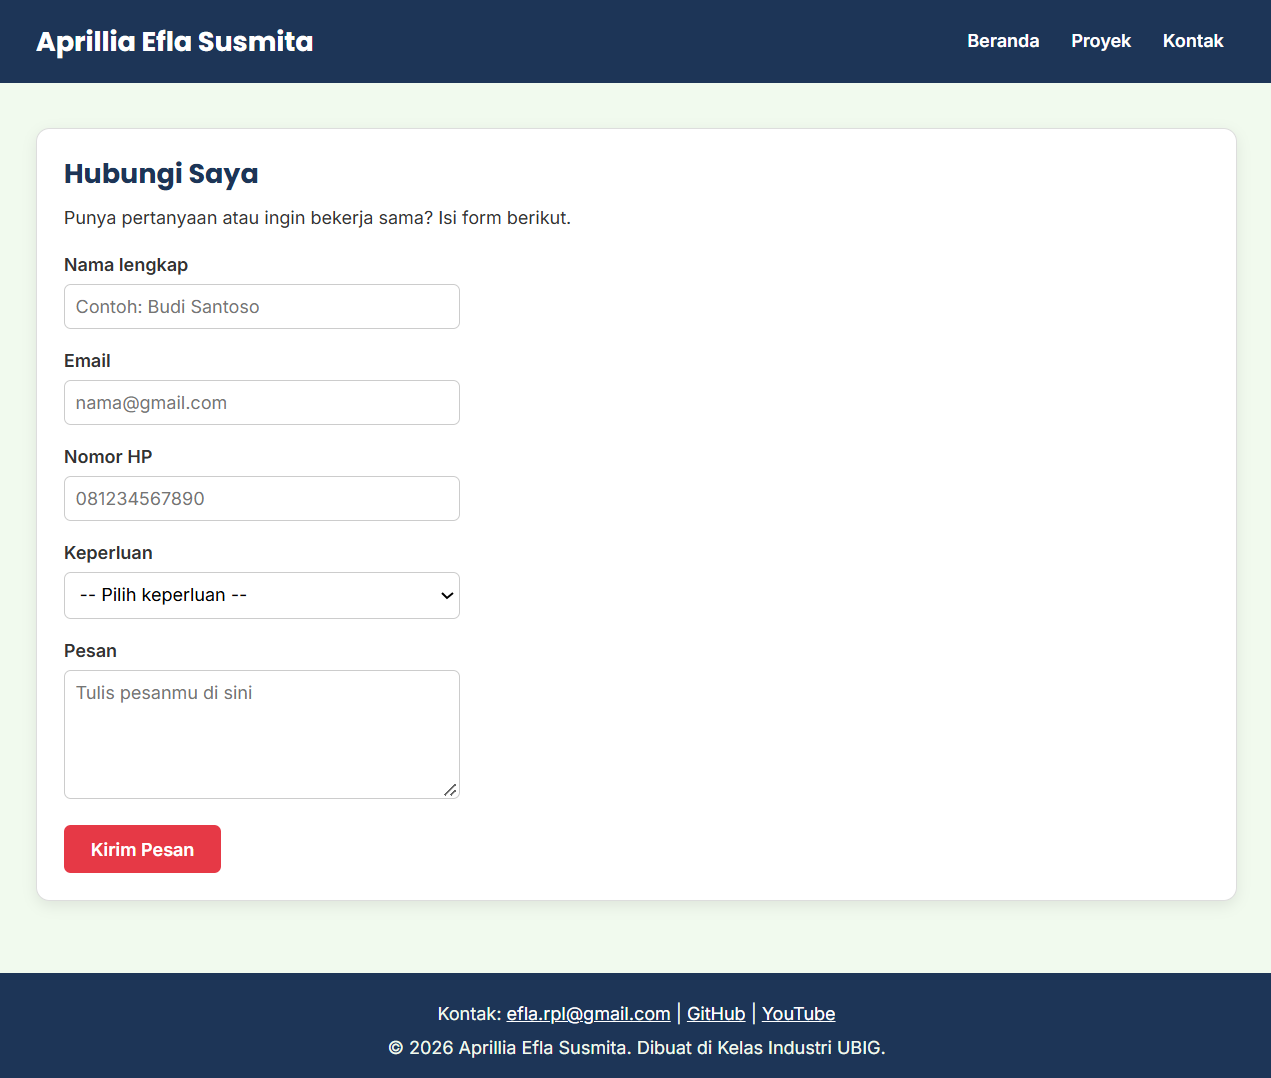 Aprillia Efla Susmita
Beranda Proyek Kontak
Hubungi Saya
Punya pertanyaan atau ingin bekerja sama? Isi form berikut.
Nama lengkap
Contoh: Budi Santoso
Email
nama@gmail.com
Nomor HP
081234567890
Keperluan
-- Pilih keperluan --
Pesan
Tulis pesanmu di sini
Kirim Pesan
Kontak: efla.rpl@gmail.com | GitHub | YouTube
© 2026 Aprillia Efla Susmita. Dibuat di Kelas Industri UBIG.